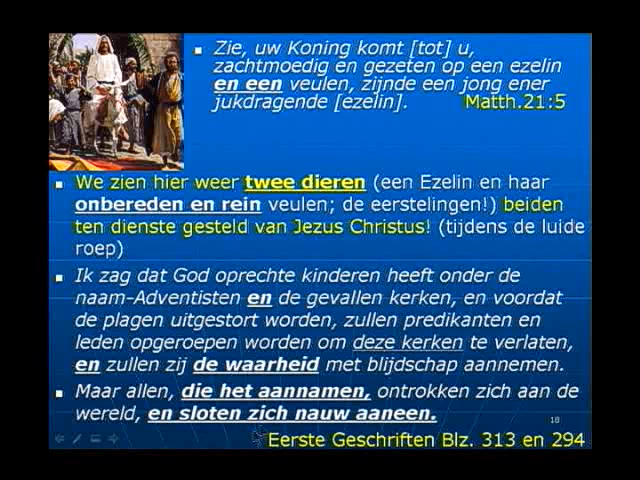 Zie, uw Koning komt [tot] u,
zachtmoedig en gezeten op een ezelin
en een veulen, zijnde een jong ener
jukdragende [ezelin]. Matth.21:5
We zien hier weer twee dieren (een Ezelin en haar
onbereden en rein veulen; de eerstelingen!) beiden
ten dienste gesteld van Jezus Christus! (tijdens de luide
roep)
Ik zag dat God oprechte kinderen heeft onder de
naam-Adventisten en de gevallen kerken, en voordat
de plagen uitgestort worden, zullen predikanten en
leden opgeroepen worden om deze kerken te verlaten,
en zullen zij de waarheid met blijdschap aannemen.
Maar allen, die het aannamen, ontrokken zich aan de
wereld, en sloten zich nauw aaneen.
18
Eerste Geschriften Blz. 313 en 294